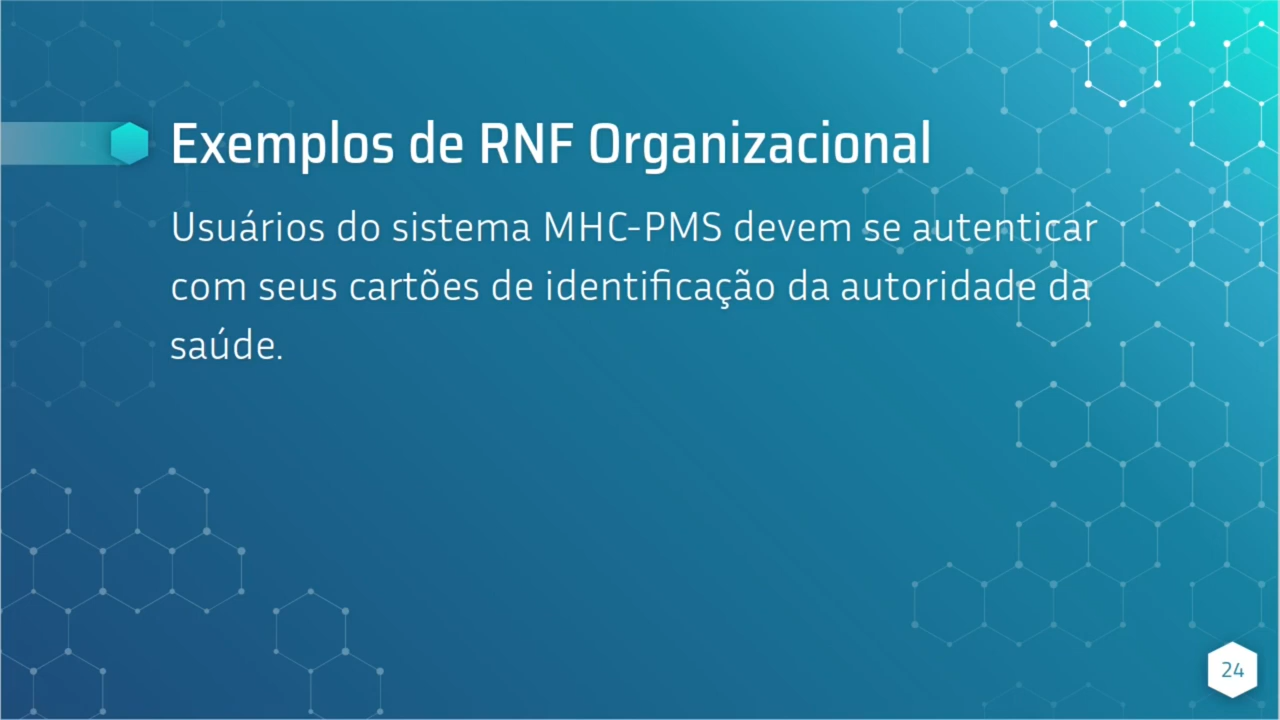 Exemplos de RNF Organizacional
Usuários do sistema MHC-PMS devem se autenticar
com seus cartões de identificação da autoridade da
saúde.
24